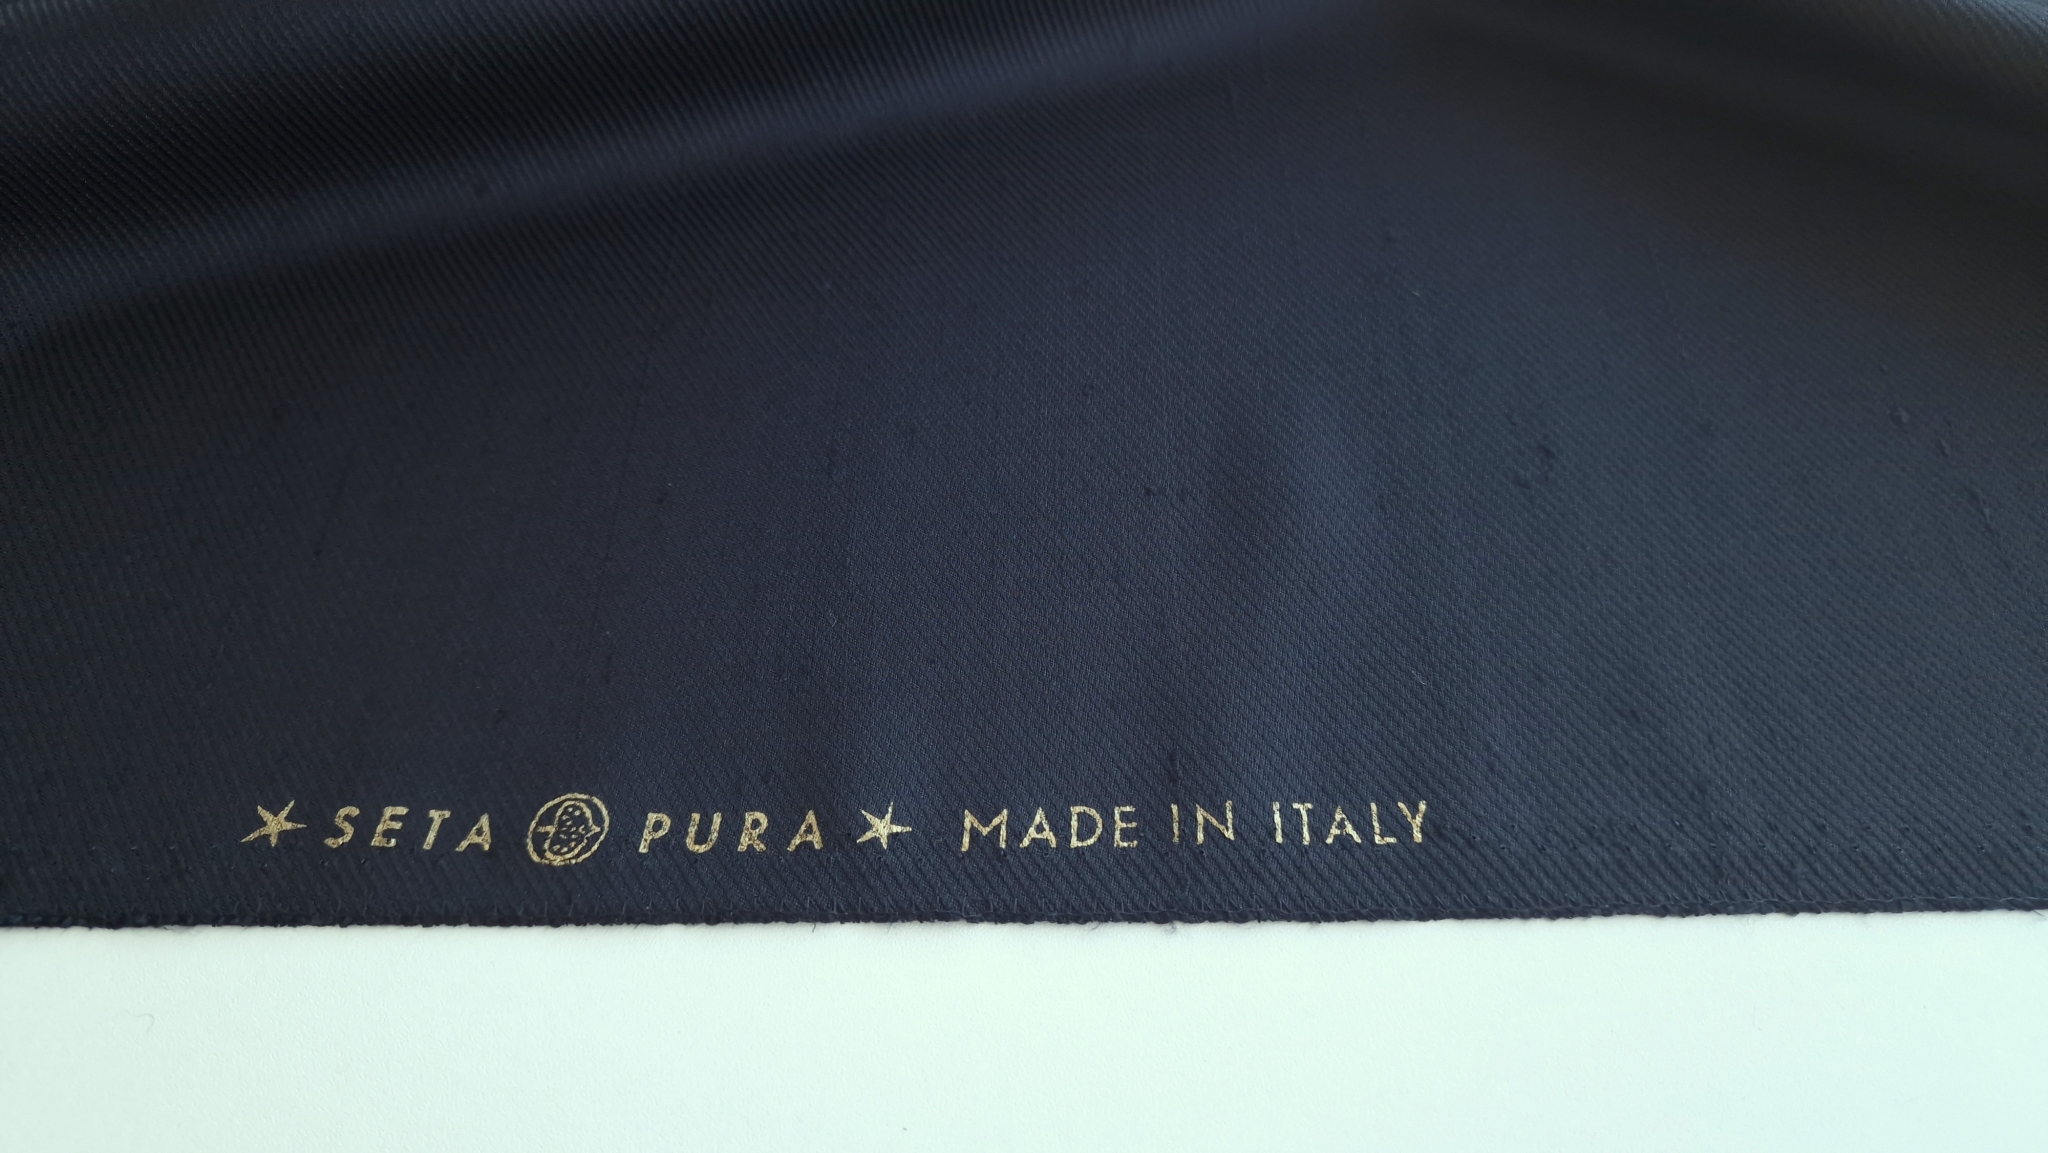 ★ SETA PURA ★ MADE IN ITALY